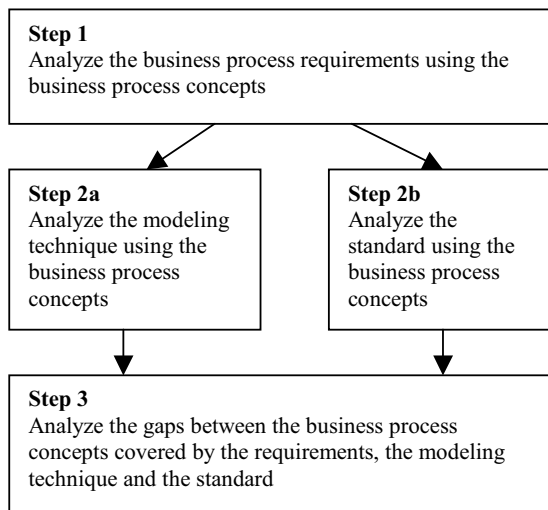 Step 1
Analyze the business process requirements using the
business process concepts
Step 2a
Analyze the modeling
technique using the
business process
concepts
Step 2b
Analyze the
standard using the
business process
concepts
Step 3
Analyze the gaps between the business process
concepts covered by the requirements, the modeling
technique and the standard